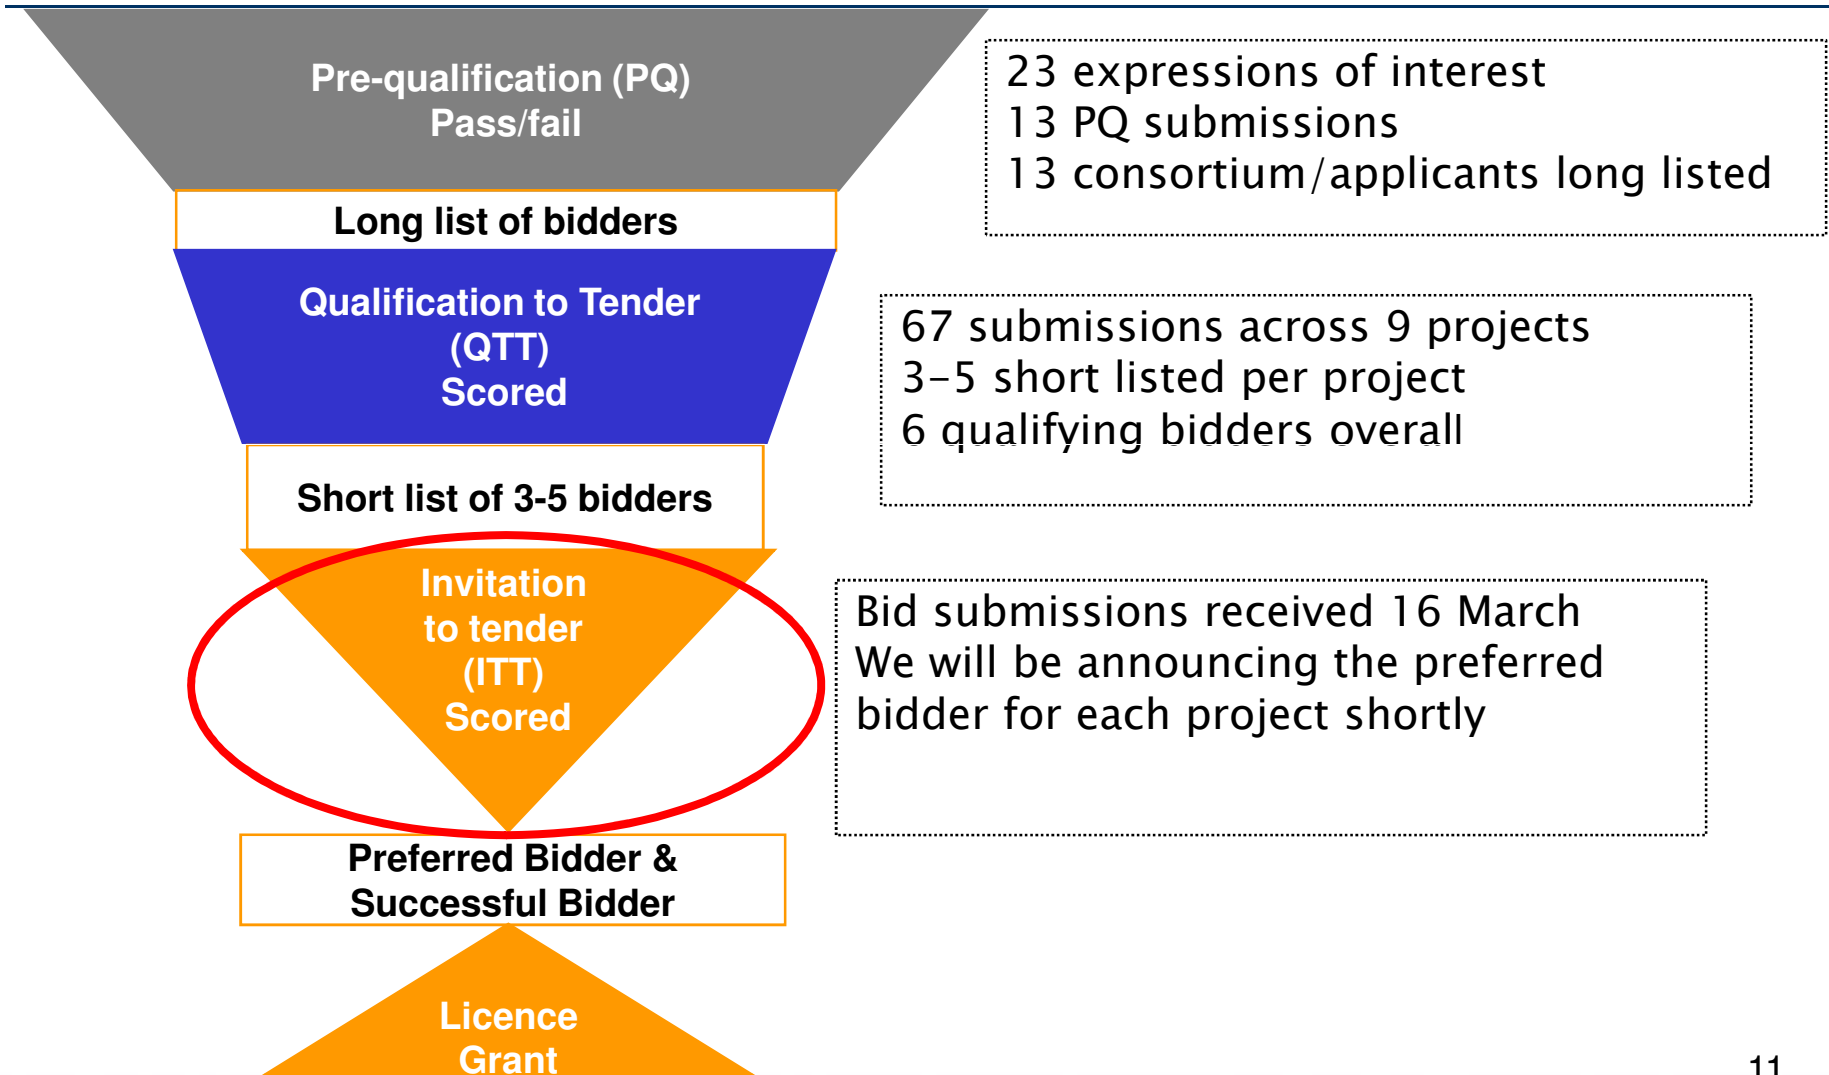 Pre-qualification (PQ)
Pass/fail
23 expressions of interest
13 PQ submissions
13 consortium/applicants long listed
Long list of bidders
Qualification to Tender
(QTT)
Scored
67 submissions across 9 projects
3-5 short listed per project
6 qualifying bidders overall
Short list of 3-5 bidders
Invitation
to tender
(ITT)
Scored
Bid submissions received 16 March
We will be announcing the preferred
bidder for each project shortly
Preferred Bidder &
Successful Bidder
Licence
Grant
11